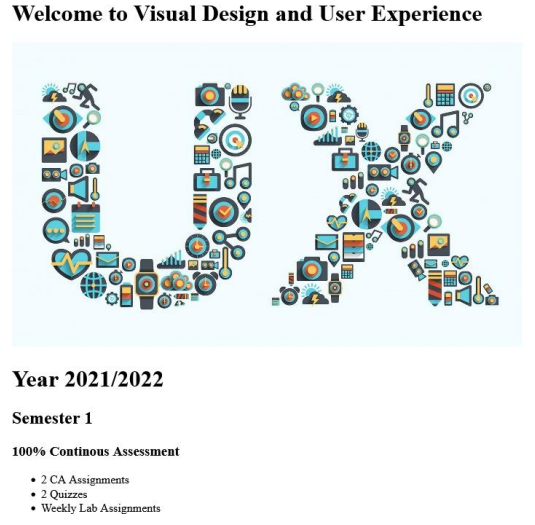 Welcome to Visual Design and User Experience
UX
Year 2021/2022
Semester 1
100% Continous Assessment
2 CA Assignments
2 Quizzes
Weekly Lab Assignments